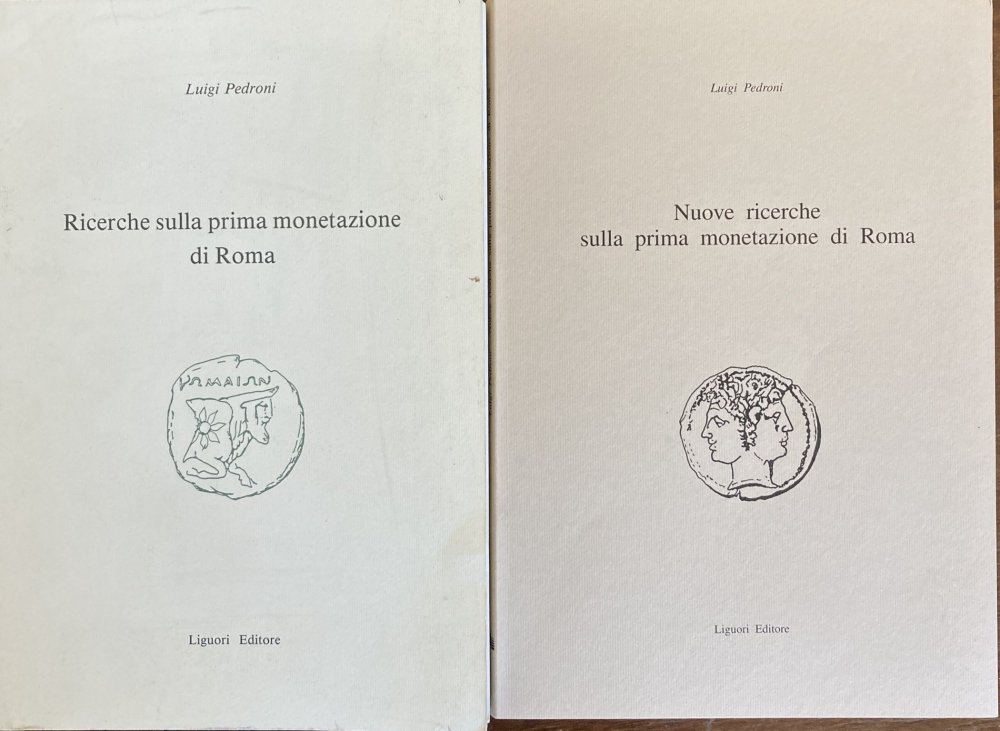 Luigi Pedroni
Ricerche sulla prima monetazione
di Roma
ΡΩΜΑΙΩΝ
Liguori Editore
Luigi Pedroni
Nuove ricerche
sulla prima monetazione di Roma
Liguori Editore